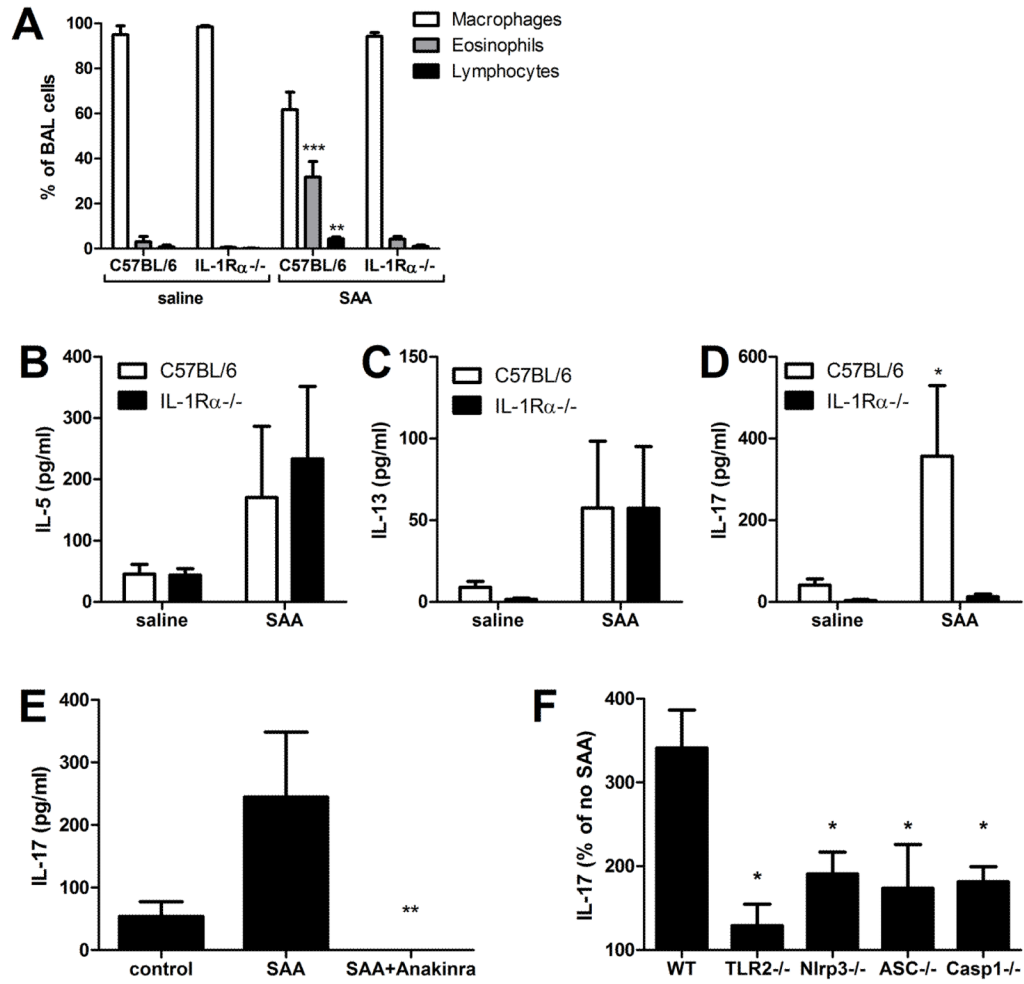 A
% of BAL cells
100
80
60
40
20
0
Macrophages
Eosinophils
Lymphocytes
***
**
C57BL/6 IL-1Rα-/- C57BL/6 IL-1Rα-/-
saline SAA
B
IL-5 (pg/ml)
400
300
200
100
0
C57BL/6
IL-1Rα-/-
saline SAA
C
IL-13 (pg/ml)
150
100
50
0
C57BL/6
IL-1Rα-/-
saline SAA
D
IL-17 (pg/ml)
600
400
200
0
C57BL/6
IL-1Rα-/-
*
saline SAA
E
IL-17 (pg/ml)
400
300
200
100
0
**
control SAA SAA+Anakinra
F
IL-17 (% of no SAA)
400
300
200
100
* * * *
WT TLR2-/- Nlrp3-/- ASC-/- Casp1-/-